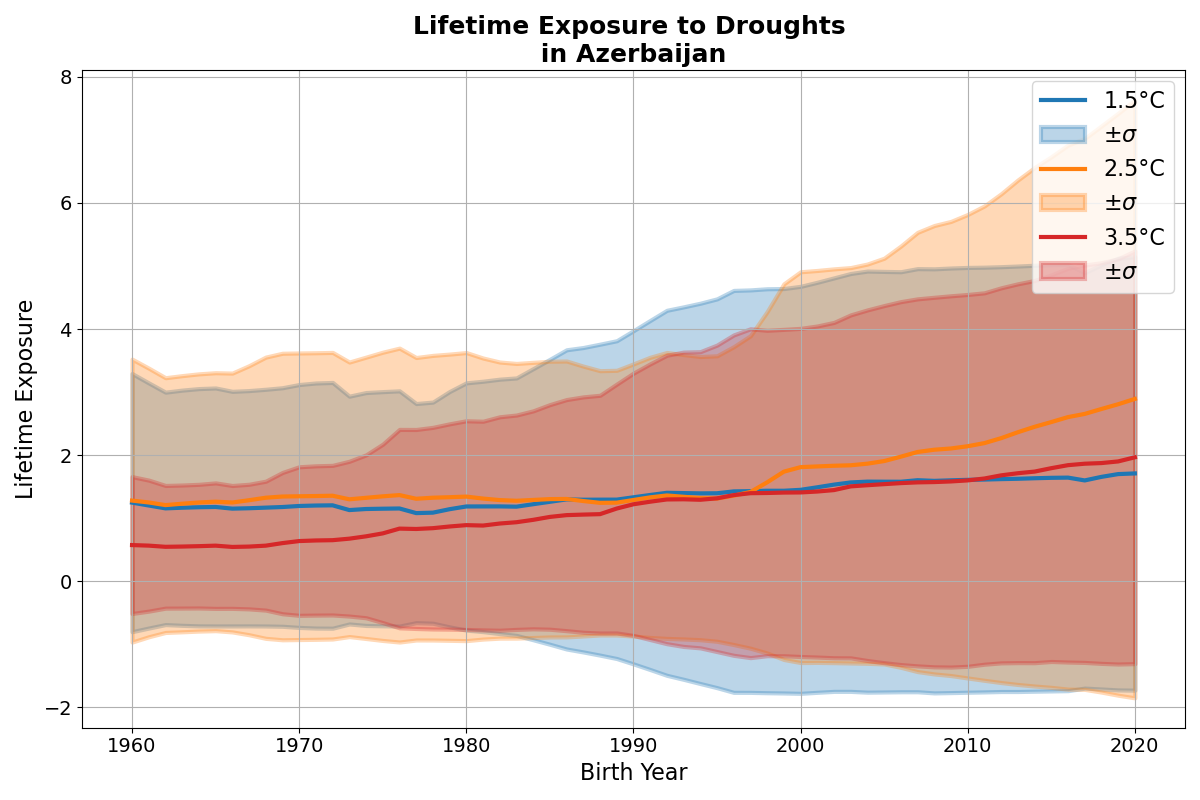 Lifetime Exposure to Droughts
in Azerbaijan
8
6
4
2
0
−2
Lifetime Exposure
1.5°C
±σ
2.5°C
±σ
3.5°C
±σ
1960 1970 1980 1990 2000 2010 2020
Birth Year